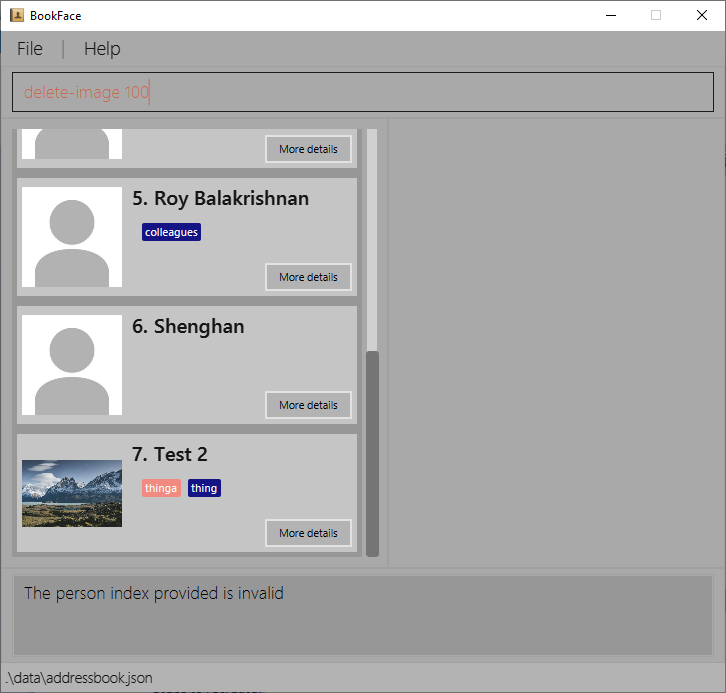 BookFace
File | Help
delete-image 100
More details
5. Roy Balakrishnan
colleagues
More details
6. Shenghan
More details
7. Test 2
thinga thing
More details
The person index provided is invalid
.\data\addressbook.json